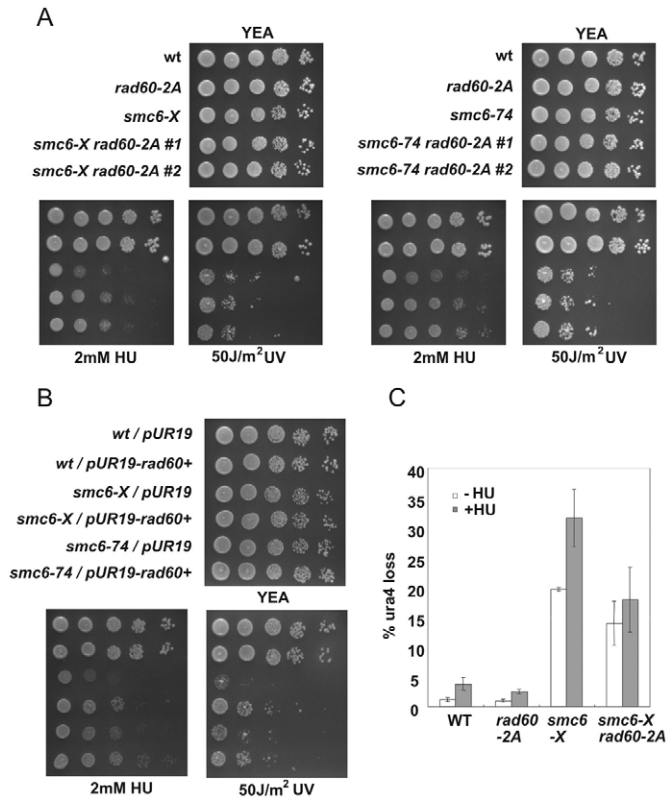 A
YEA
wt
rad60-2A
smc6-X
smc6-X rad60-2A #1
smc6-X rad60-2A #2
2mM HU
50J/m² UV
YEA
wt
rad60-2A
smc6-74
smc6-74 rad60-2A #1
smc6-74 rad60-2A #2
2mM HU
50J/m² UV
B
wt / pUR19
wt / pUR19-rad60+
smc6-X / pUR19
smc6-X / pUR19-rad60+
smc6-74 / pUR19
smc6-74 / pUR19-rad60+
YEA
2mM HU
50J/m² UV
C
% ura4 loss
40
35
30
25
20
15
10
5
0
- HU
+HU
WT
rad60
-2A
smc6
-X
smc6-X
rad60-2A